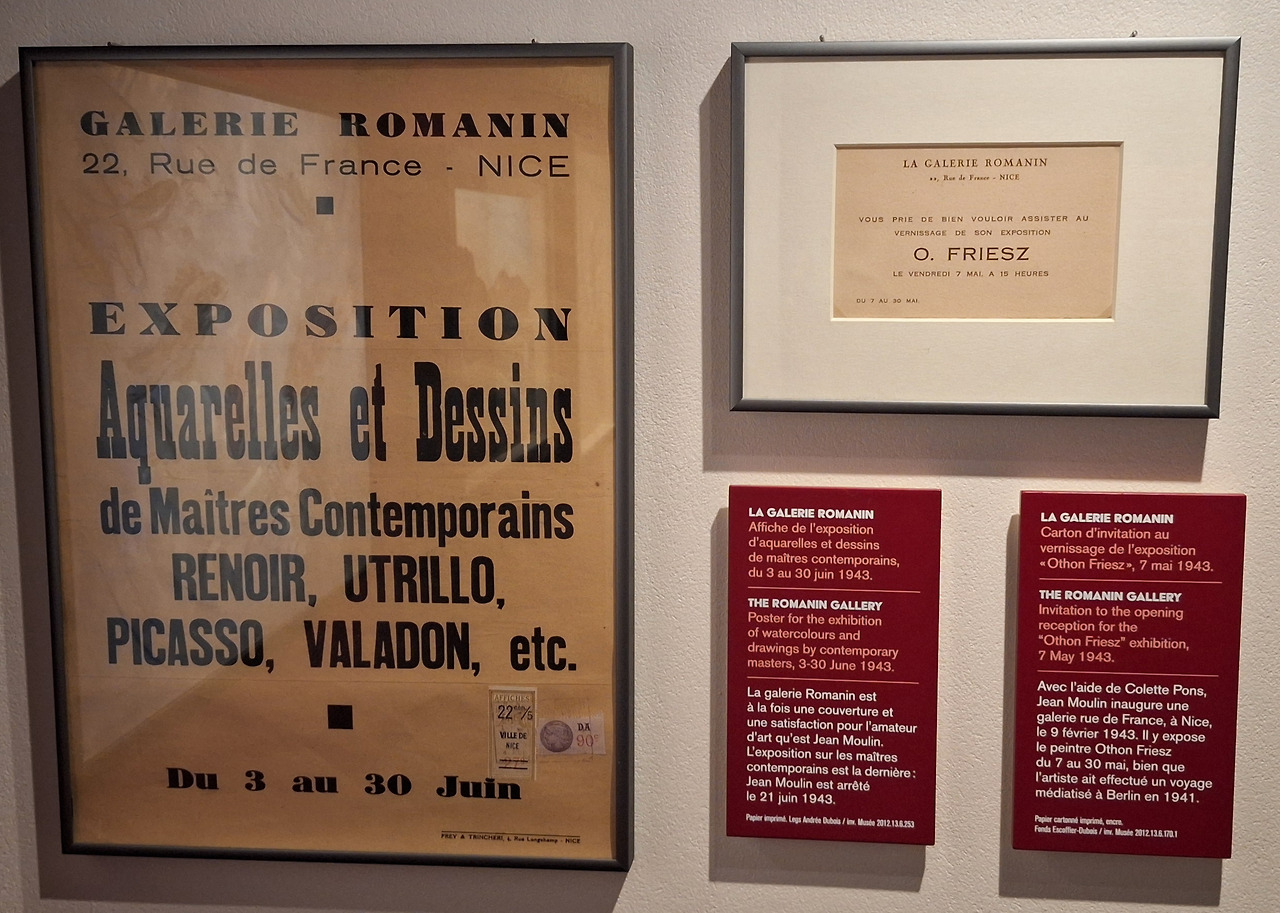 GALERIE ROMANIN
22, Rue de France - NICE
EXPOSITION
Aquarelles et Dessins
de Maîtres Contemporains
RENOIR, UTRILLO,
PICASSO, VALADON, etc.
AFFICHES
VILLE DE
NICE
DA
90c
Du 3 au 30 Juin
FREY & TRINCHERI, 4, Rue Longchamp - NICE
LA GALERIE ROMANIN
22, Rue de France - NICE
VOUS PRIE DE BIEN VOULOIR ASSISTER AU
VERNISSAGE DE SON EXPOSITION
O. FRIESZ
LE VENDREDI 7 MAI. A 15 HEURES
DU 7 AU 30 MAI.
LA GALERIE ROMANIN
Affiche de l'exposition
d'aquarelles et dessins
de maîtres contemporains,
du 3 au 30 juin 1943.
THE ROMANIN GALLERY
Poster for the exhibition
of watercolours and
drawings by contemporary
masters, 3-30 June 1943.
La galerie Romanin est
à la fois une couverture et
une satisfaction pour l'amateur
d'art qu'est Jean Moulin.
L'exposition sur les maîtres
contemporains est la dernière :
Jean Moulin est arrêté
le 21 juin 1943.
Papier imprimé. Legs Andrée Dubois / inv. Musée 2012.13.6.253
LA GALERIE ROMANIN
Carton d'invitation au
vernissage de l'exposition
« Othon Friesz », 7 mai 1943.
THE ROMANIN GALLERY
Invitation to the opening
reception for the
"Othon Friesz" exhibition,
7 May 1943.
Avec l'aide de Colette Pons,
Jean Moulin inaugure une
galerie rue de France, à Nice,
le 9 février 1943. Il y expose
le peintre Othon Friesz
du 7 au 30 mai, bien que
l'artiste ait effectué un voyage
médiatisé à Berlin en 1941.
Papier cartonné imprimé, encre.
Fonds Escoffier-Dubois / inv. Musée 2012.13.6.170.1